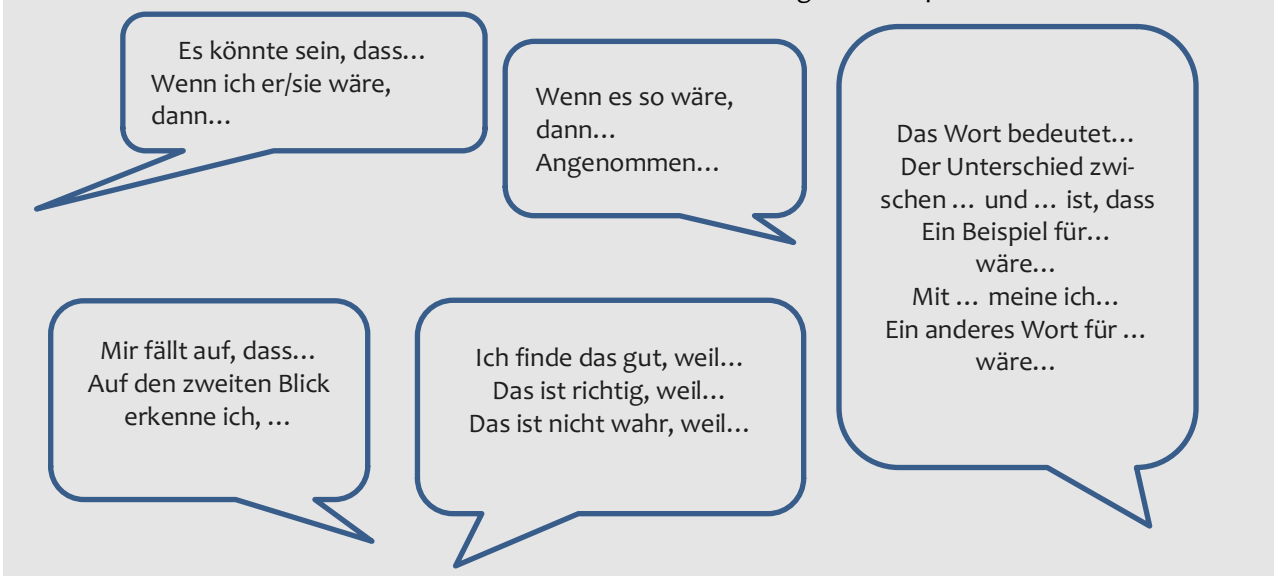 Es könnte sein, dass…
Wenn ich er/sie wäre,
dann…
Wenn es so wäre,
dann…
Angenommen…
Das Wort bedeutet…
Der Unterschied zwi-
schen … und … ist, dass
Ein Beispiel für…
wäre…
Mit … meine ich…
Ein anderes Wort für …
wäre…
Mir fällt auf, dass…
Auf den zweiten Blick
erkenne ich, …
Ich finde das gut, weil…
Das ist richtig, weil…
Das ist nicht wahr, weil…